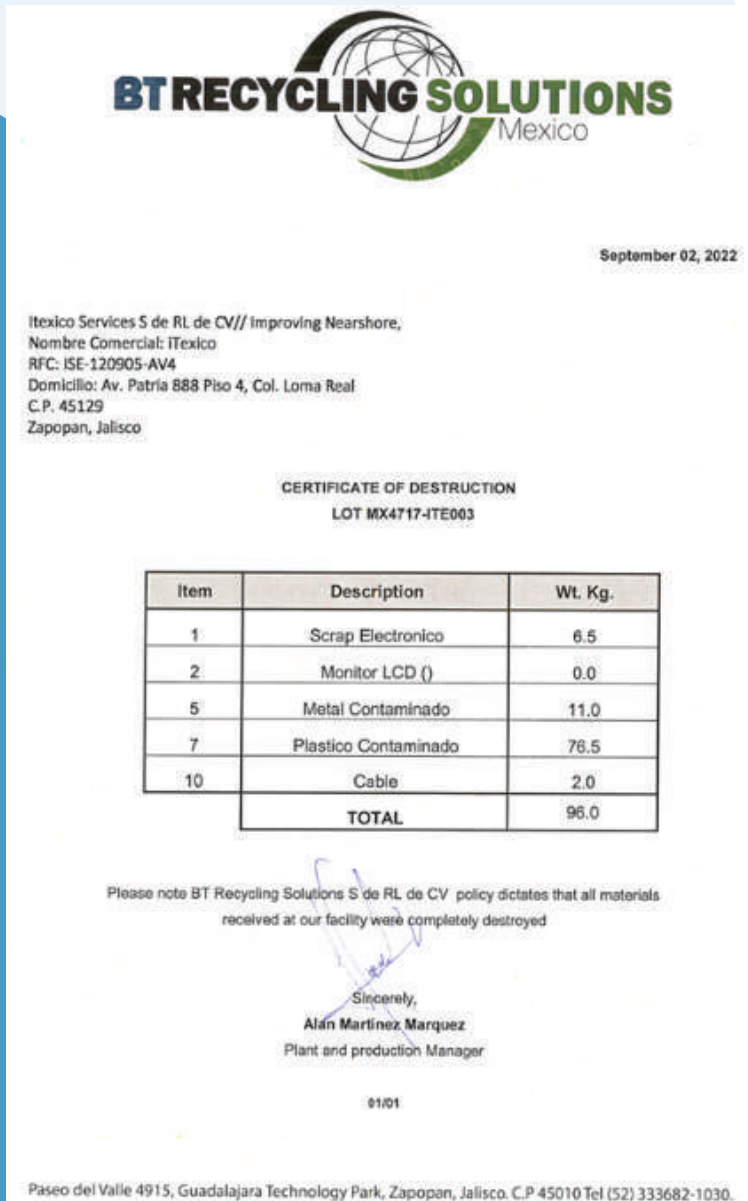 BT RECYCLING SOLUTIONS
Mexico
September 02, 2022
Itexico Services S de RL de CV// Improving Nearshore,
Nombre Comercial: iTexico
RFC: ISE-120905-AV4
Domicilio: Av. Patria 888 Piso 4, Col. Loma Real
C.P. 45129
Zapopan, Jalisco
CERTIFICATE OF DESTRUCTION
LOT MX4717-ITE003
Item Description Wt. Kg.
1 Scrap Electronico 6.5
2 Monitor LCD () 0.0
5 Metal Contaminado 11.0
7 Plastico Contaminado 76.5
10 Cable 2.0
TOTAL 96.0
Please note BT Recycling Solutions S de RL de CV policy dictates that all materials
received at our facility were completely destroyed
Sincerely,
Alan Martinez Marquez
Plant and production Manager
01/01
Paseo del Valle 4915, Guadalajara Technology Park, Zapopan, Jalisco. C.P 45010 Tel (52) 333682-1030.